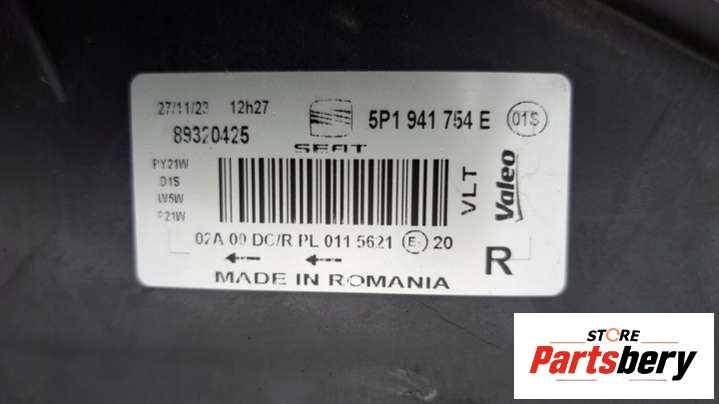 27/11/23 12h27
89320425
5P1 941 754 E
01S
SEAT
PY21W
D1S
W5W
P21W
VLT
Valeo
02A 00 DC/R PL 011 5621 E 20
R
MADE IN ROMANIA
STORE
Partsbery